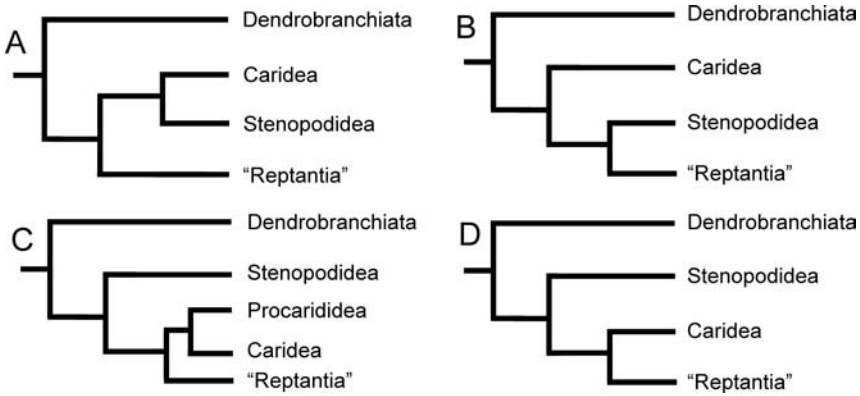 A
Dendrobranchiata
Caridea
Stenopodidea
“Reptantia”
B
Dendrobranchiata
Caridea
Stenopodidea
“Reptantia”
C
Dendrobranchiata
Stenopodidea
Procarididea
Caridea
“Reptantia”
D
Dendrobranchiata
Stenopodidea
Caridea
“Reptantia”